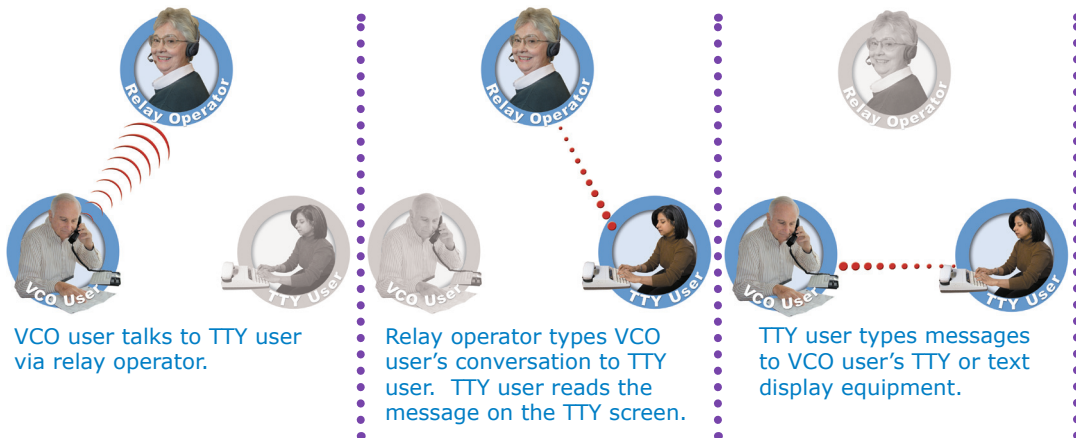 Relay Operator
VCO User
TTY User
VCO user talks to TTY user
via relay operator.
Relay Operator
VCO User
TTY User
Relay operator types VCO
user’s conversation to TTY
user.  TTY user reads the
message on the TTY screen.
Relay Operator
VCO User
TTY User
TTY user types messages
to VCO user’s TTY or text
display equipment.